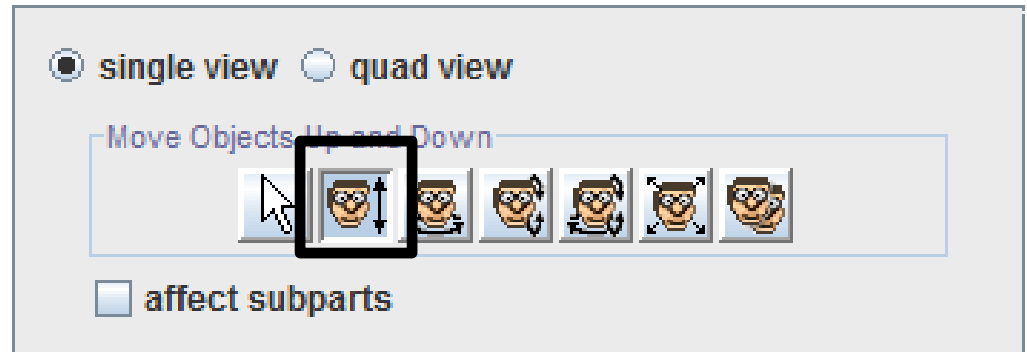 single view quad view
Move Objects Up and Down
affect subparts